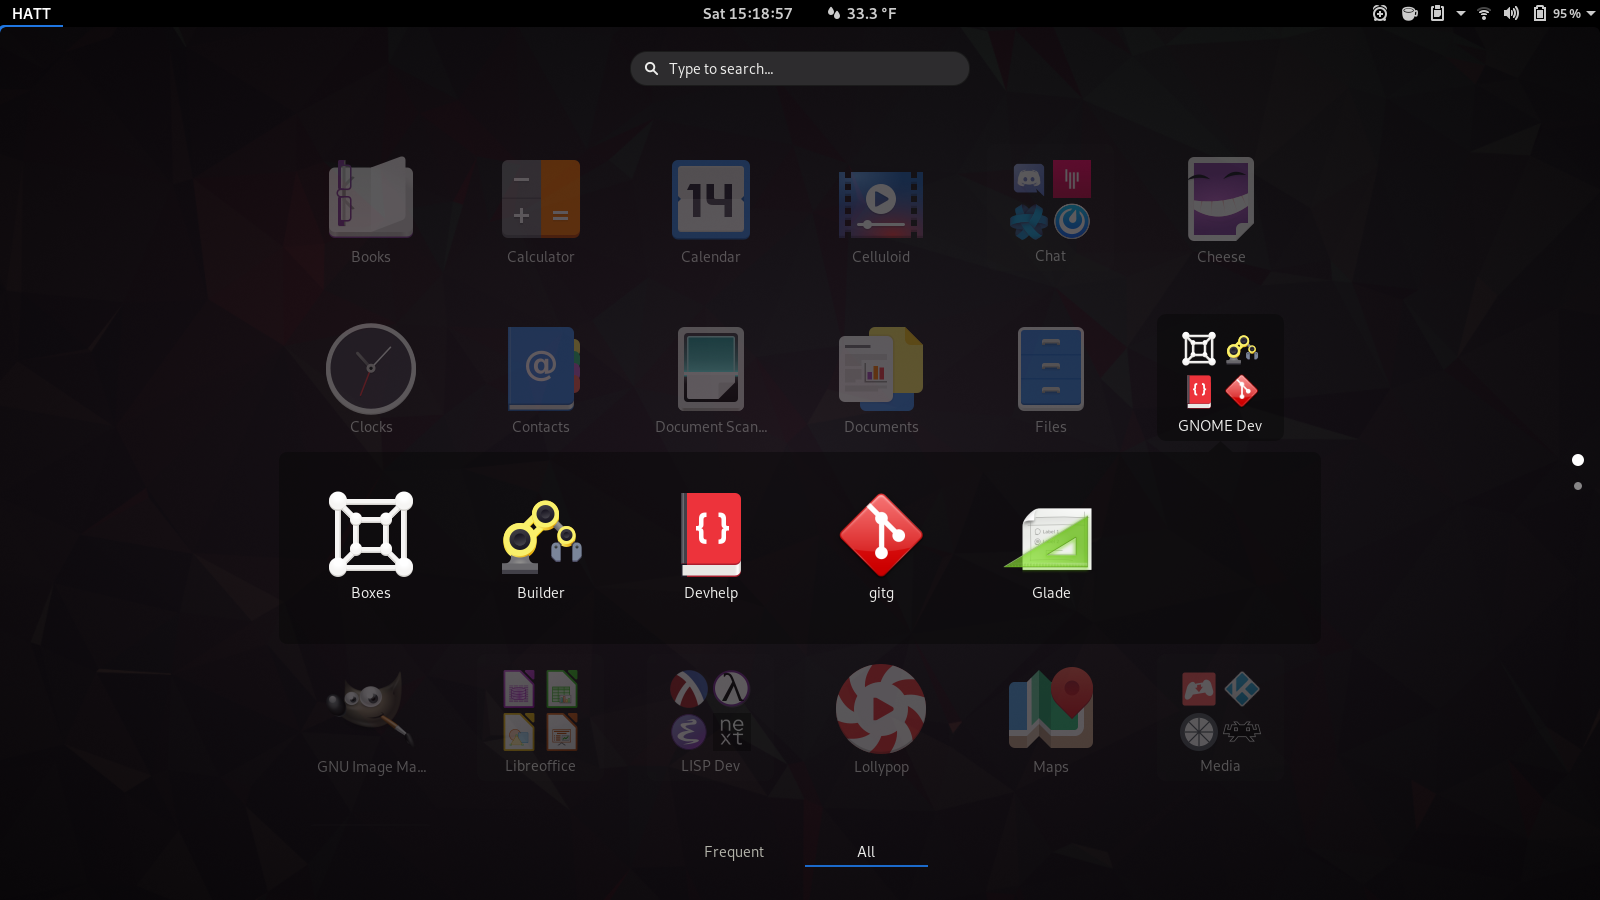 HATT
Sat 15:18:57
33.3 °F
95 %
Type to search...
14
Books
Calculator
Calendar
Celluloid
Chat
Cheese
@
Clocks
Contacts
Document Scan...
Documents
Files
GNOME Dev
{ }
Boxes
Builder
Devhelp
gitg
Glade
λ
ne
xt
GNU Image Ma...
Libreoffice
LISP Dev
Lollypop
Maps
Media
Frequent
All